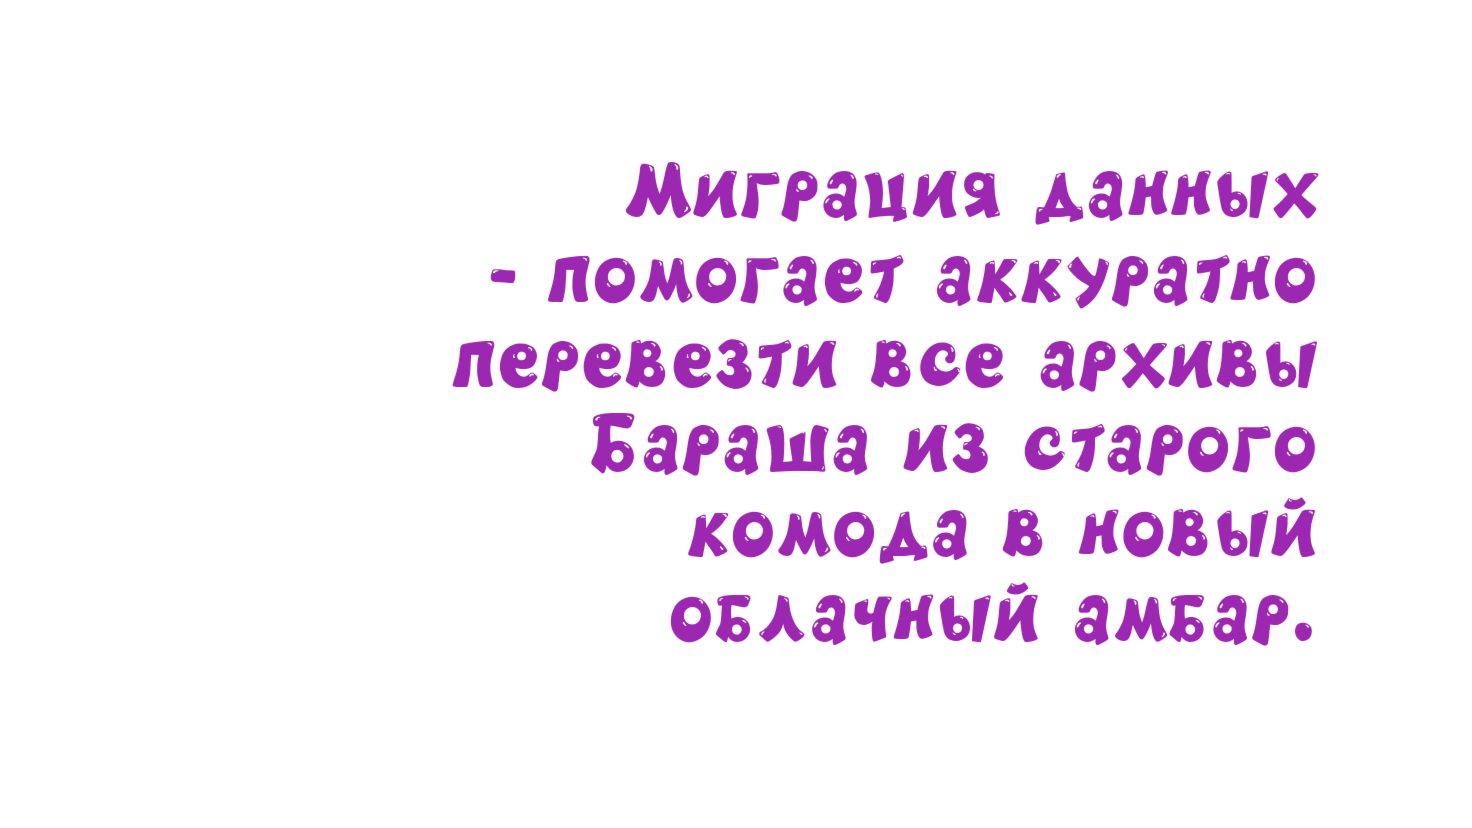 Миграция данных
- помогает аккуратно
перевезти все архивы
Бараша из старого
комода в новый
облачный амбар.